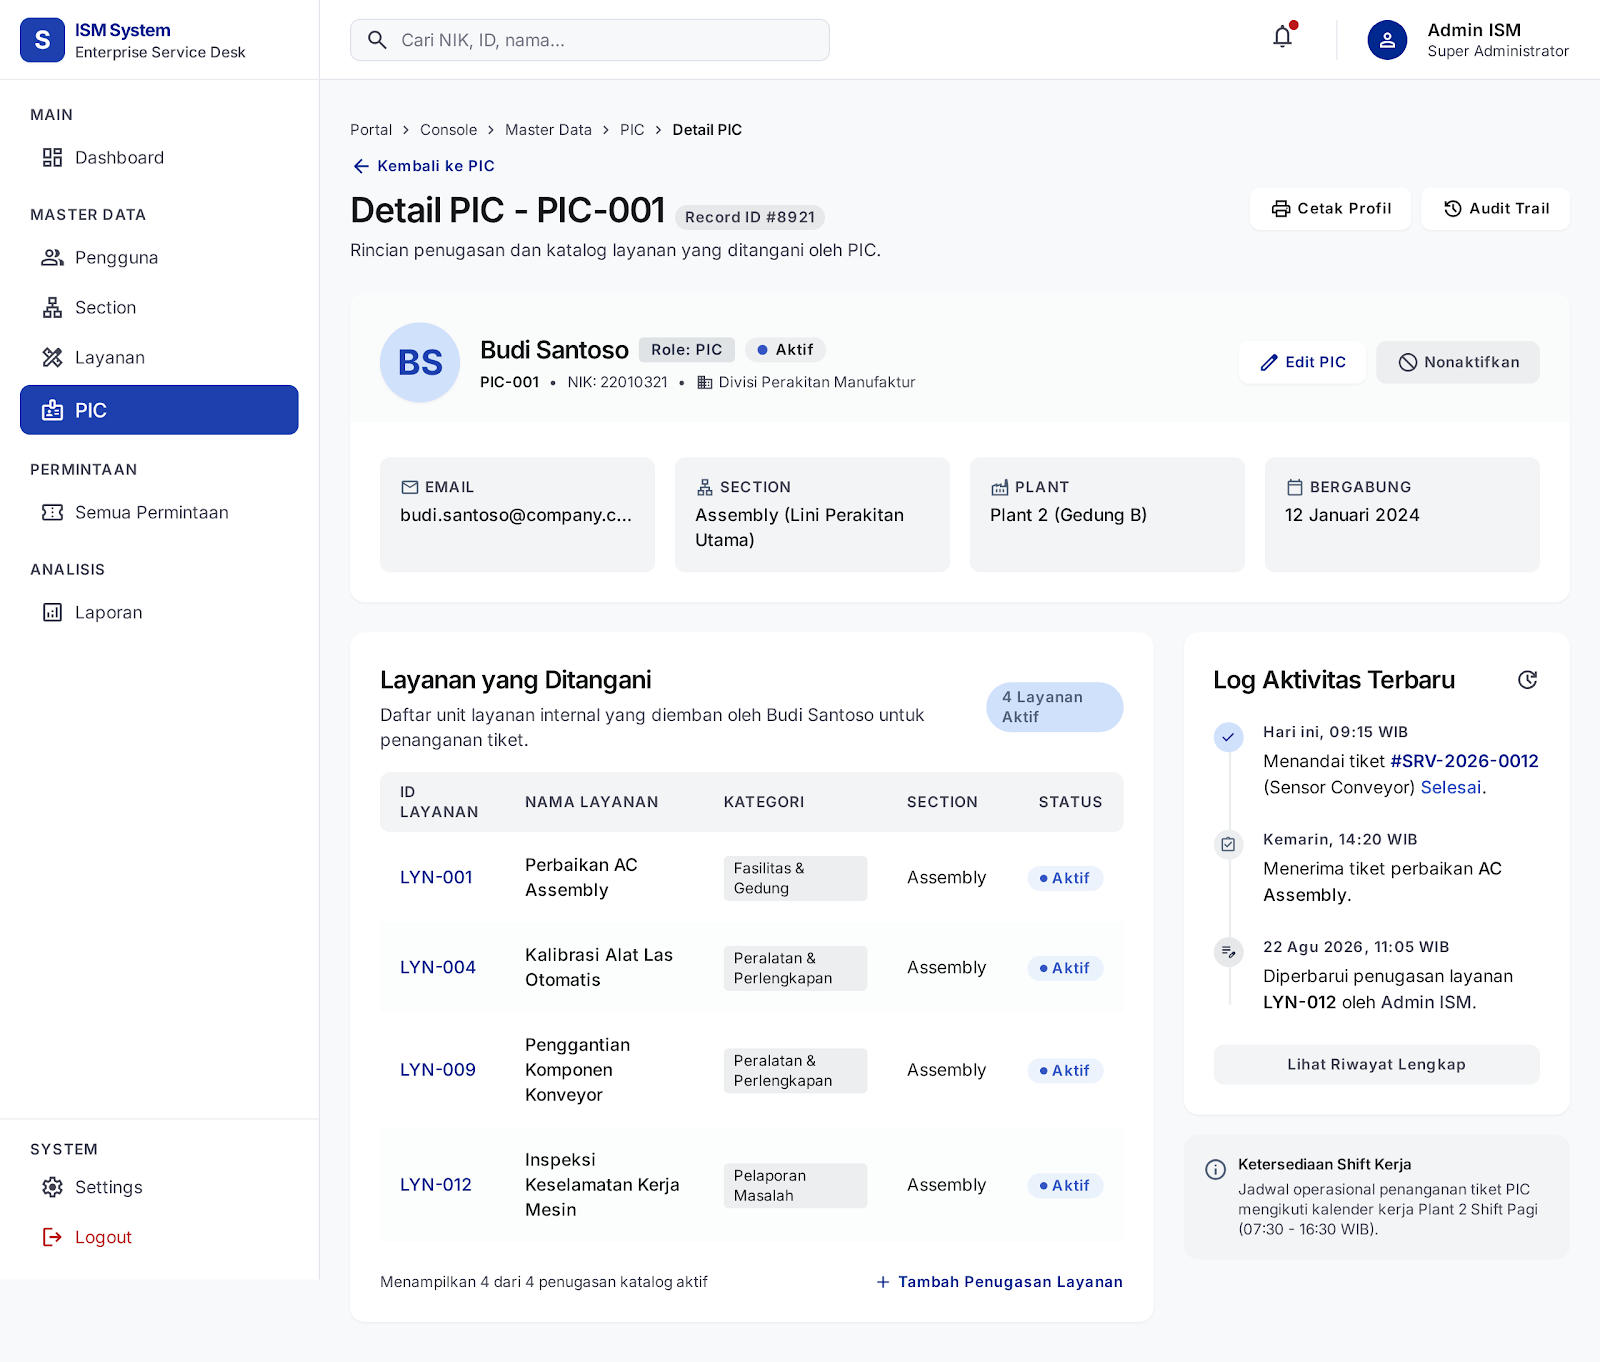 S
ISM System
Enterprise Service Desk
Cari NIK, ID, nama...
Admin ISM
Super Administrator
MAIN
Dashboard
MASTER DATA
Pengguna
Section
Layanan
PIC
PERMINTAAN
Semua Permintaan
ANALISIS
Laporan
SYSTEM
Settings
Logout
Portal > Console > Master Data > PIC > Detail PIC
Kembali ke PIC
Detail PIC - PIC-001 Record ID #8921
Rincian penugasan dan katalog layanan yang ditangani oleh PIC.
Cetak Profil
Audit Trail
BS
Budi Santoso Role: PIC • Aktif
PIC-001 • NIK: 22010321 • Divisi Perakitan Manufaktur
Edit PIC
Nonaktifkan
EMAIL
budi.santoso@company.c...
SECTION
Assembly (Lini Perakitan
Utama)
PLANT
Plant 2 (Gedung B)
BERGABUNG
12 Januari 2024
Layanan yang Ditangani
Daftar unit layanan internal yang diemban oleh Budi Santoso untuk
penanganan tiket.
4 Layanan
Aktif
ID
LAYANAN
NAMA LAYANAN
KATEGORI
SECTION
STATUS
LYN-001
Perbaikan AC
Assembly
Fasilitas &
Gedung
Assembly
• Aktif
LYN-004
Kalibrasi Alat Las
Otomatis
Peralatan &
Perlengkapan
Assembly
• Aktif
LYN-009
Penggantian
Komponen
Konveyor
Peralatan &
Perlengkapan
Assembly
• Aktif
LYN-012
Inspeksi
Keselamatan Kerja
Mesin
Pelaporan
Masalah
Assembly
• Aktif
Menampilkan 4 dari 4 penugasan katalog aktif
+ Tambah Penugasan Layanan
Log Aktivitas Terbaru
Hari ini, 09:15 WIB
Menandai tiket #SRV-2026-0012
(Sensor Conveyor) Selesai.
Kemarin, 14:20 WIB
Menerima tiket perbaikan AC
Assembly.
22 Agu 2026, 11:05 WIB
Diperbarui penugasan layanan
LYN-012 oleh Admin ISM.
Lihat Riwayat Lengkap
Ketersediaan Shift Kerja
Jadwal operasional penanganan tiket PIC
mengikuti kalender kerja Plant 2 Shift Pagi
(07:30 - 16:30 WIB).